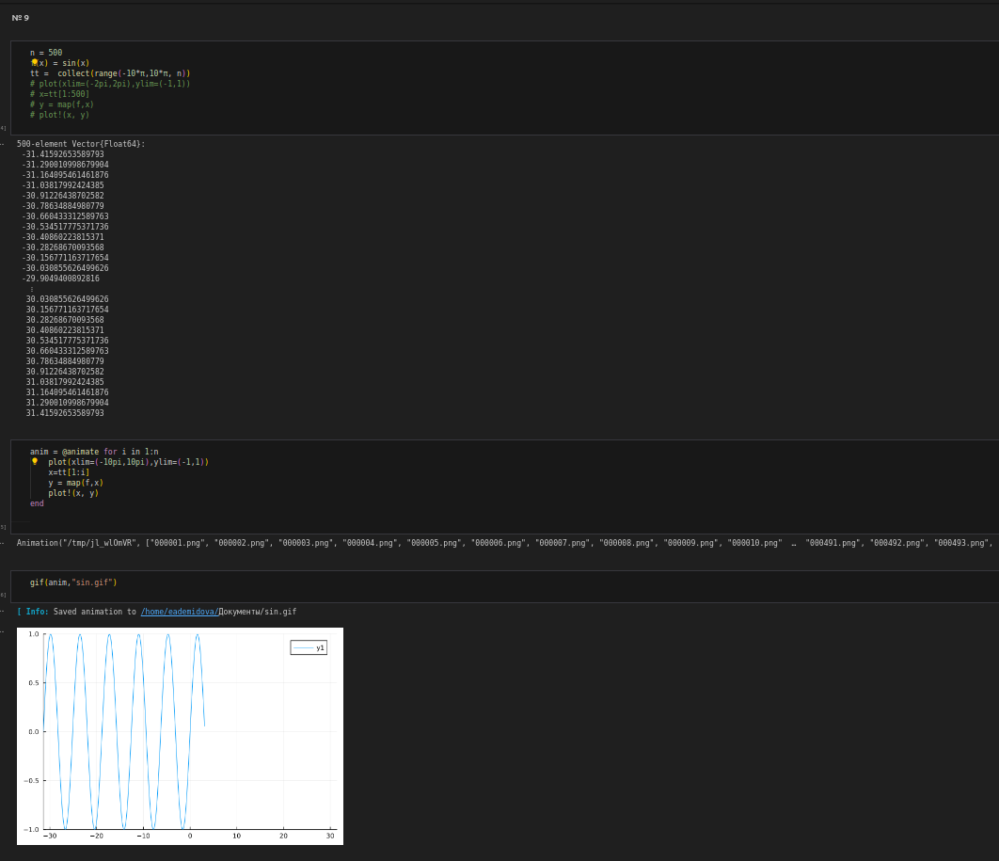 № 9
n = 500
(x) = sin(x)
tt =  collect(range(-10*π,10*π, n))
# plot(xlim=(-2pi,2pi),ylim=(-1,1))
# x=tt[1:500]
# y = map(f,x)
# plot!(x, y)
4]
500-element Vector{Float64}:
-31.41592653589793
-31.290010998679904
-31.164095461461876
-31.03817992424385
-30.91226438702582
-30.78634884980779
-30.660433312589763
-30.534517775371736
-30.40860223815371
-30.28268670093568
-30.156771163717654
-30.030855626499626
-29.9049400892816
⋮
30.030855626499626
30.156771163717654
30.28268670093568
30.40860223815371
30.534517775371736
30.660433312589763
30.78634884980779
30.91226438702582
31.03817992424385
31.164095461461876
31.290010998679904
31.41592653589793
anim = @animate for i in 1:n
plot(xlim=(-10pi,10pi),ylim=(-1,1))
x=tt[1:i]
y = map(f,x)
plot!(x, y)
end
5]
Animation("/tmp/jl_wlOmVR", ["000001.png", "000002.png", "000003.png", "000004.png", "000005.png", "000006.png", "000007.png", "000008.png", "000009.png", "000010.png"  …  "000491.png", "000492.png", "000493.png",
gif(anim,"sin.gif")
6]
[ Info: Saved animation to /home/eademidova/Документы/sin.gif
1.0
y1
0.5
0.0
−0.5
−1.0
−30 −20 −10 0 10 20 30